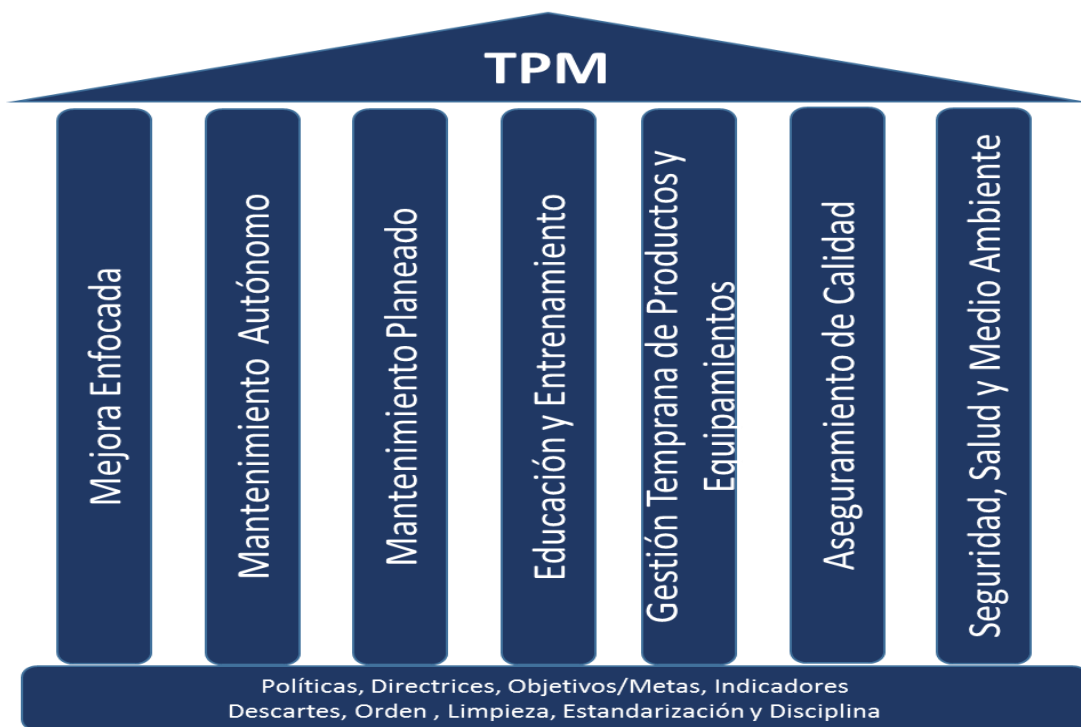 TPM
Mejora Enfocada
Mantenimiento Autónomo
Mantenimiento Planeado
Educación y Entrenamiento
Gestión Temprana de Productos y
Equipamientos
Aseguramiento de Calidad
Seguridad, Salud y Medio Ambiente
Políticas, Directrices, Objetivos/Metas, Indicadores
Descartes, Orden , Limpieza, Estandarización y Disciplina